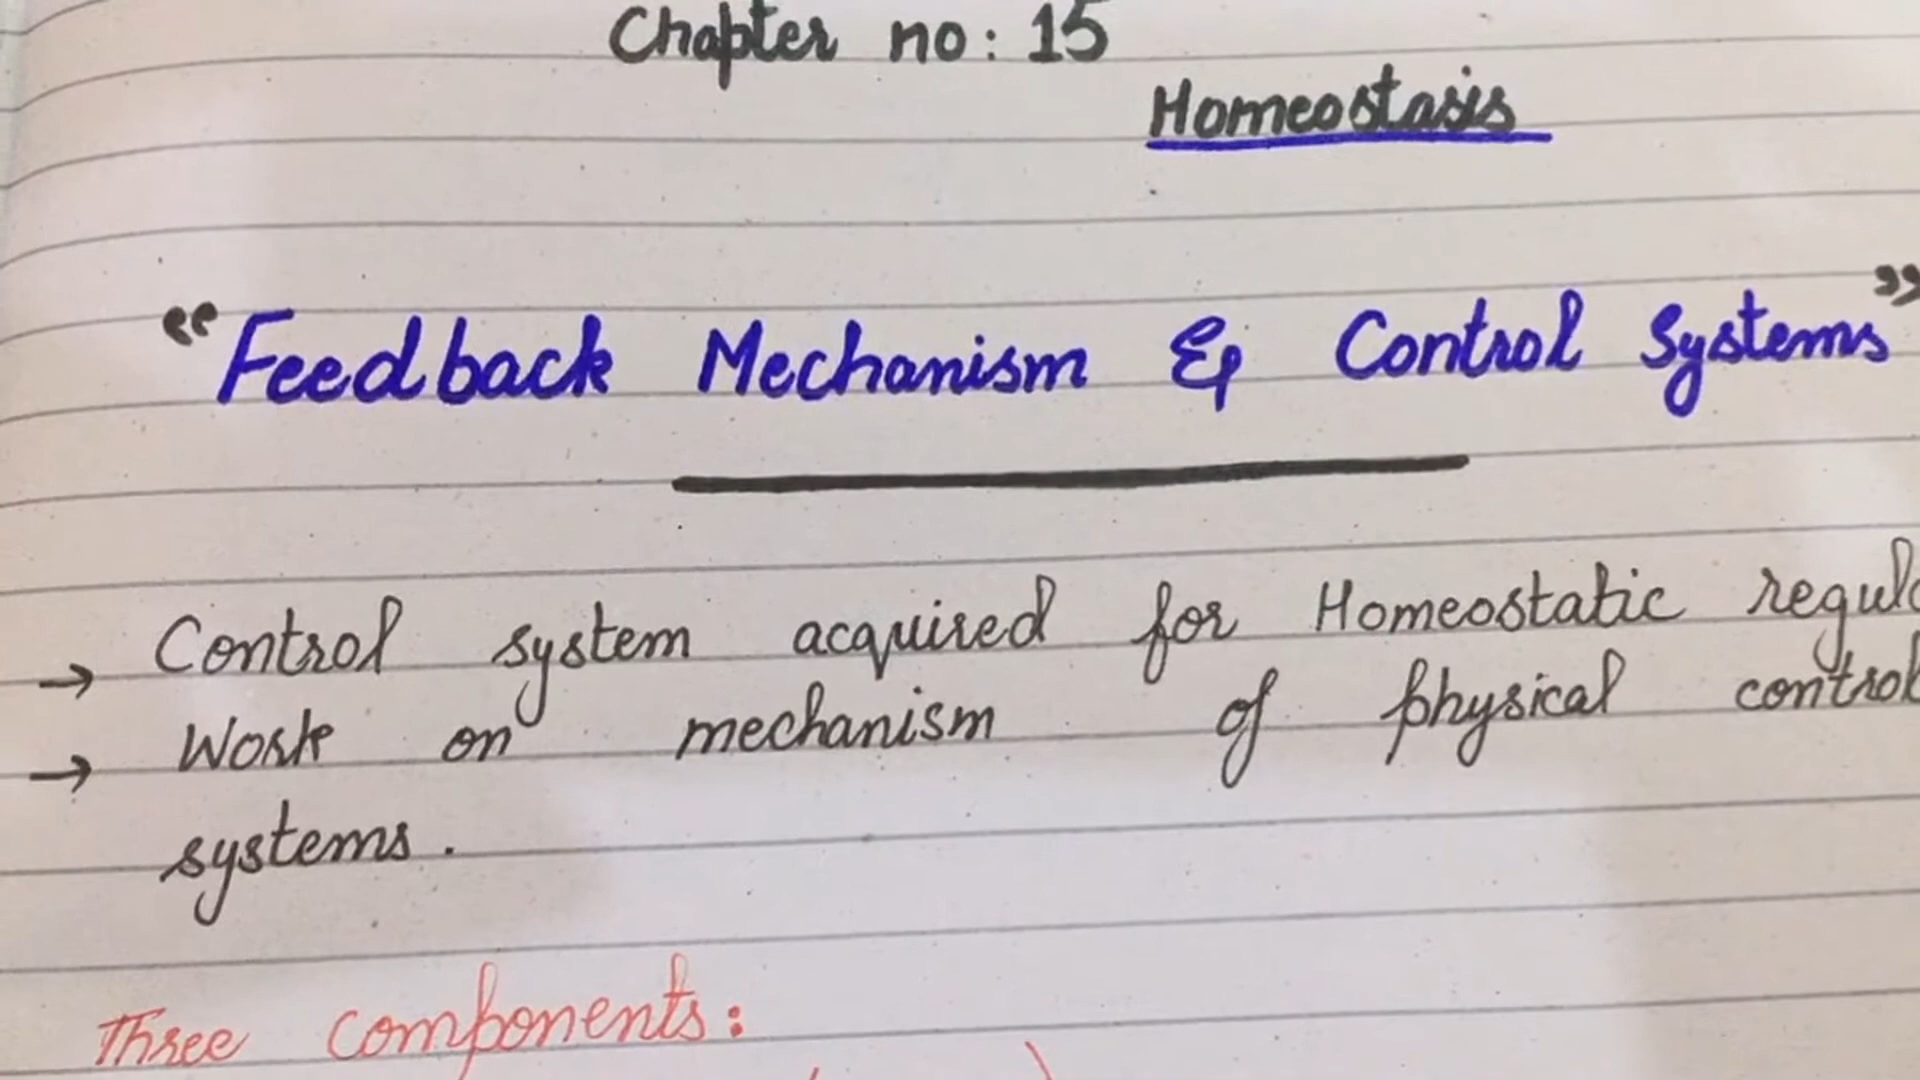 Chapter no: 15
Homeostasis
"Feedback Mechanism & Control Systems"
→ Control system acquired for Homeostatic
→ Work on mechanism of physical control
systems.
Three components: